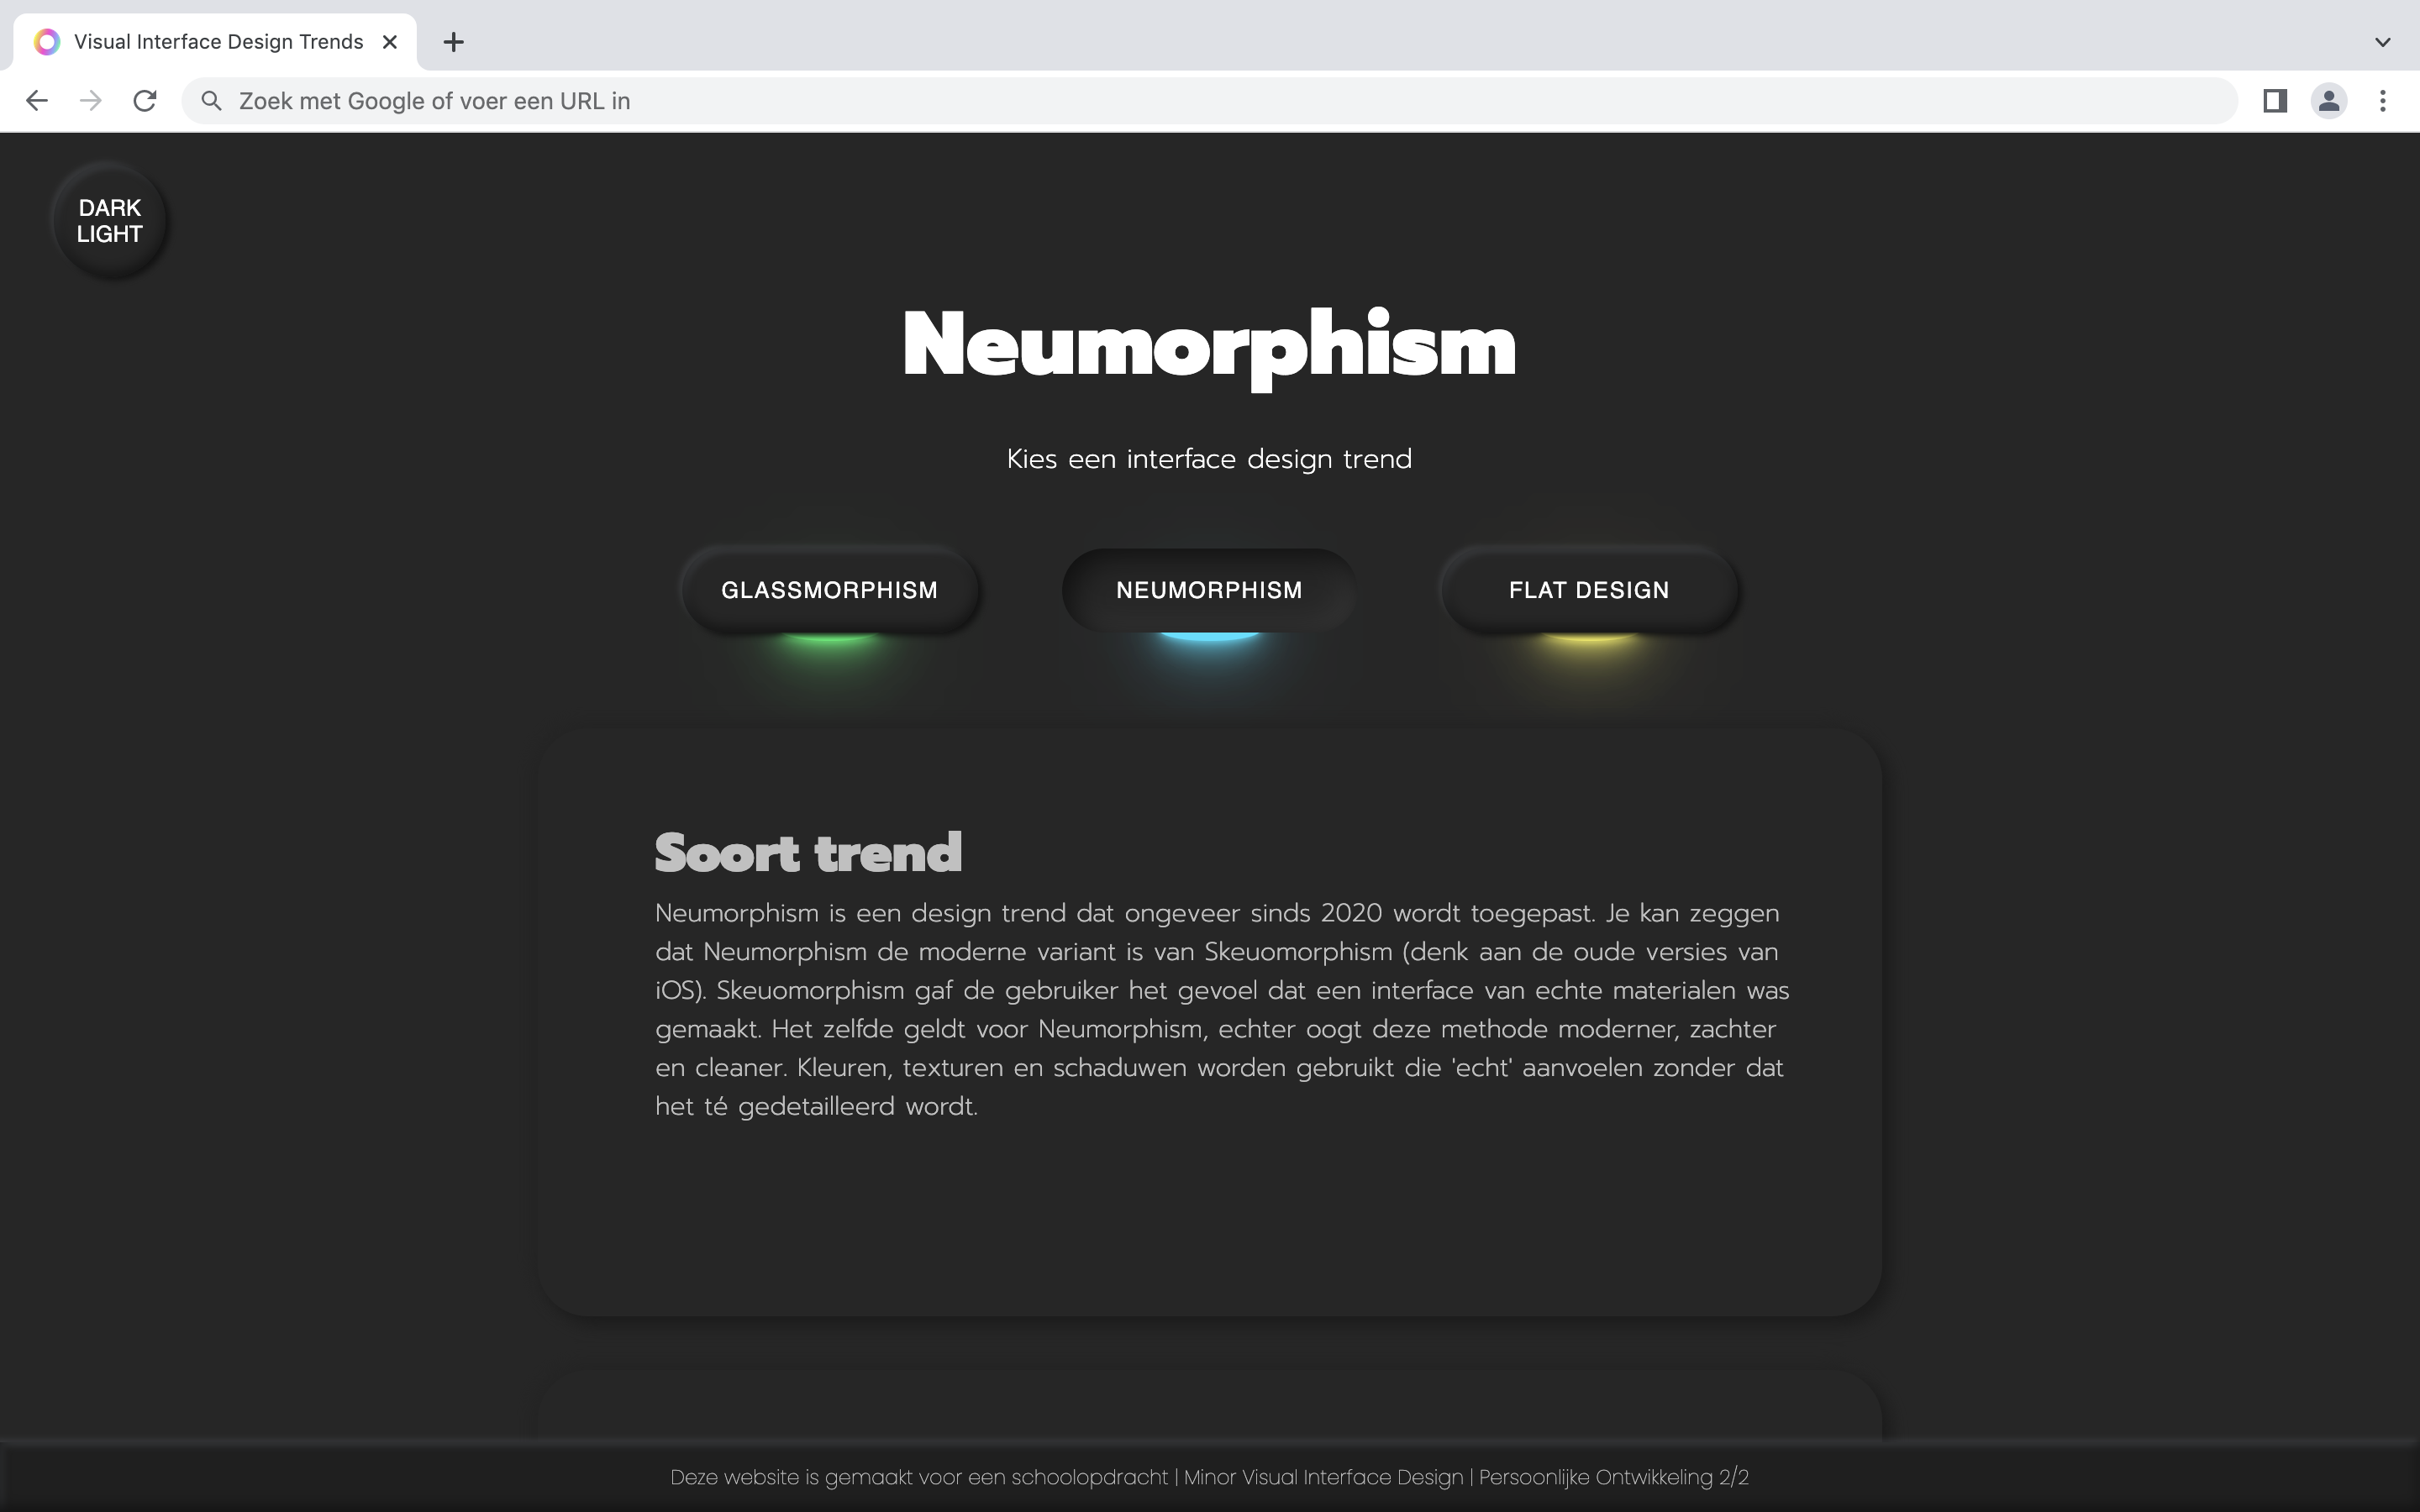 Visual Interface Design Trends
Zoek met Google of voer een URL in
DARK
LIGHT
Neumorphism
Kies een interface design trend
GLASSMORPHISM
NEUMORPHISM
FLAT DESIGN
Soort trend
Neumorphism is een design trend dat ongeveer sinds 2020 wordt toegepast. Je kan zeggen
dat Neumorphism de moderne variant is van Skeuomorphism (denk aan de oude versies van
iOS). Skeuomorphism gaf de gebruiker het gevoel dat een interface van echte materialen was
gemaakt. Het zelfde geldt voor Neumorphism, echter oogt deze methode moderner, zachter
en cleaner. Kleuren, texturen en schaduwen worden gebruikt die 'echt' aanvoelen zonder dat
het té gedetailleerd wordt.
Deze website is gemaakt voor een schoolopdracht | Minor Visual Interface Design | Persoonlijke Ontwikkeling 2/2